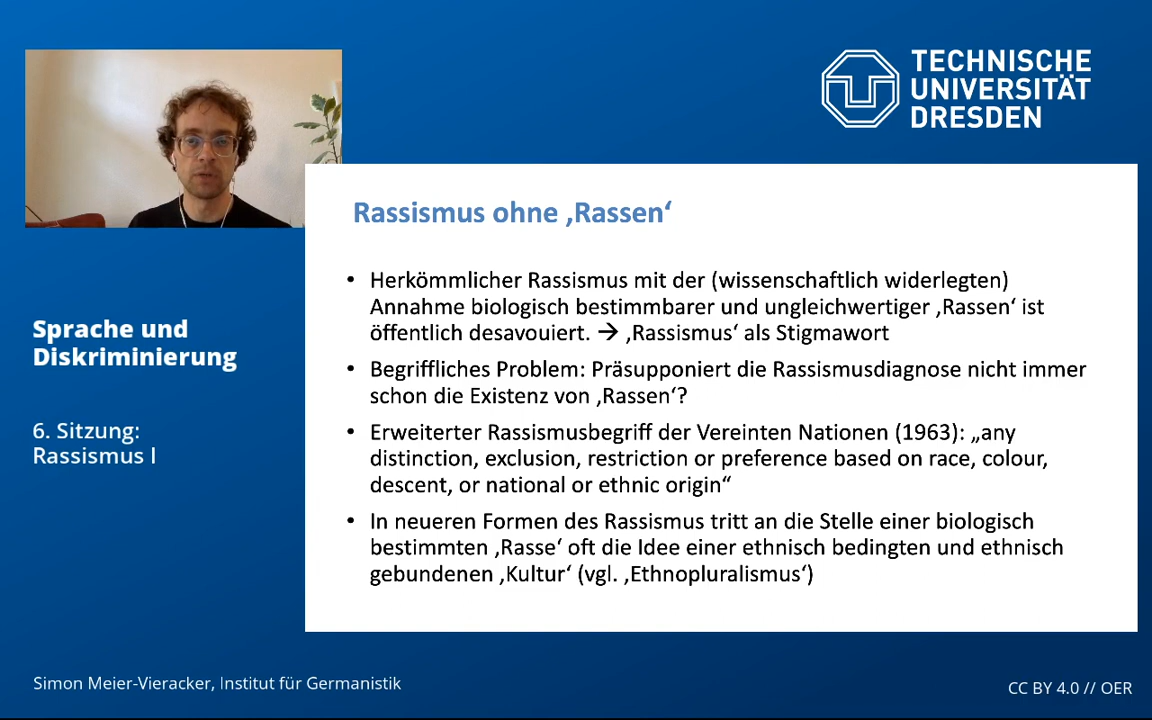 TECHNISCHE
UNIVERSITÄT
DRESDEN
Rassismus ohne ‚Rassen‘
• Herkömmlicher Rassismus mit der (wissenschaftlich widerlegten)
Annahme biologisch bestimmbarer und ungleichwertiger ‚Rassen‘ ist
öffentlich desavouiert. → ‚Rassismus‘ als Stigmawort
• Begriffliches Problem: Präsupponiert die Rassismusdiagnose nicht immer
schon die Existenz von ‚Rassen‘?
• Erweiterter Rassismusbegriff der Vereinten Nationen (1963): „any
distinction, exclusion, restriction or preference based on race, colour,
descent, or national or ethnic origin“
• In neueren Formen des Rassismus tritt an die Stelle einer biologisch
bestimmten ‚Rasse‘ oft die Idee einer ethnisch bedingten und ethnisch
gebundenen ‚Kultur‘ (vgl. ‚Ethnopluralismus‘)
Sprache und
Diskriminierung
6. Sitzung:
Rassismus I
Simon Meier-Vieracker, Institut für Germanistik
CC BY 4.0 // OER